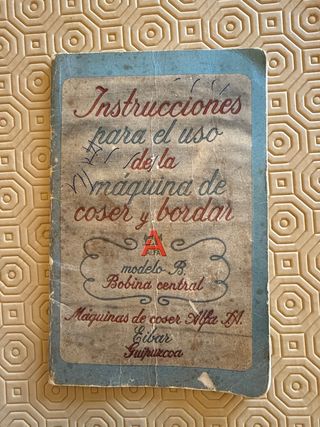 Instrucciones
para el uso
de la
máquina de
coser y bordar
A
modelo B.
Bobina central
Máquinas de coser Alfa S.A.
Eibar
Guipuzcoa